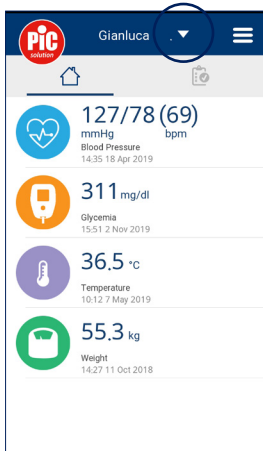 PiC
solution
Gianluca .
127/78 (69)
mmHg bpm
Blood Pressure
14:35 18 Apr 2019
311 mg/dl
Glycemia
15:51 2 Nov 2019
36.5 °C
Temperature
10:12 7 May 2019
55.3 kg
Weight
14:27 11 Oct 2018